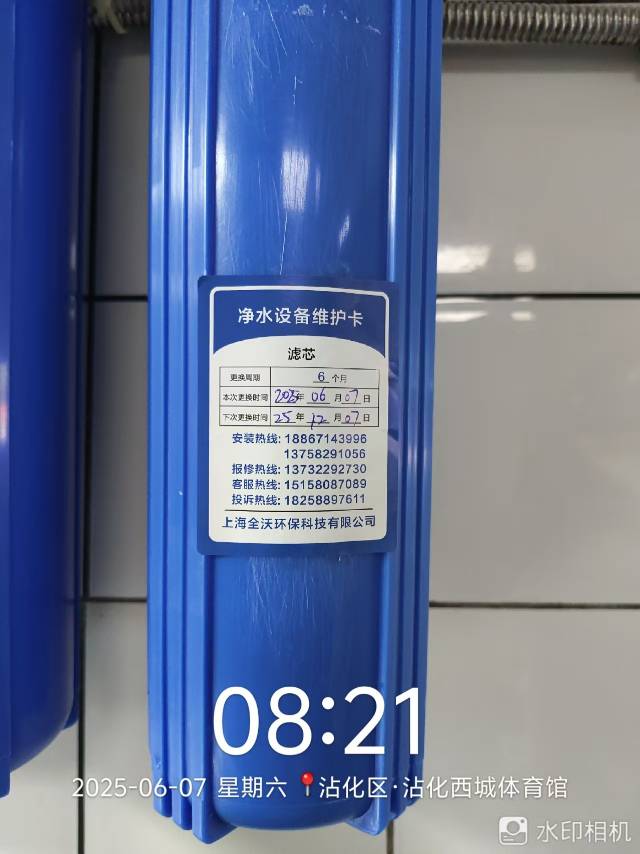 净水设备维护卡
滤芯
更换周期 6 个月
本次更换时间 2025年 06 月 07 日
下次更换时间 25 年 12 月 07 日
安装热线: 18867143996
13758291056
报修热线: 13732292730
客服热线: 15158087089
投诉热线: 18258897611
上海全沃环保科技有限公司
08:21
2025-06-07 星期六 📍沾化区·沾化西城体育馆
水印相机